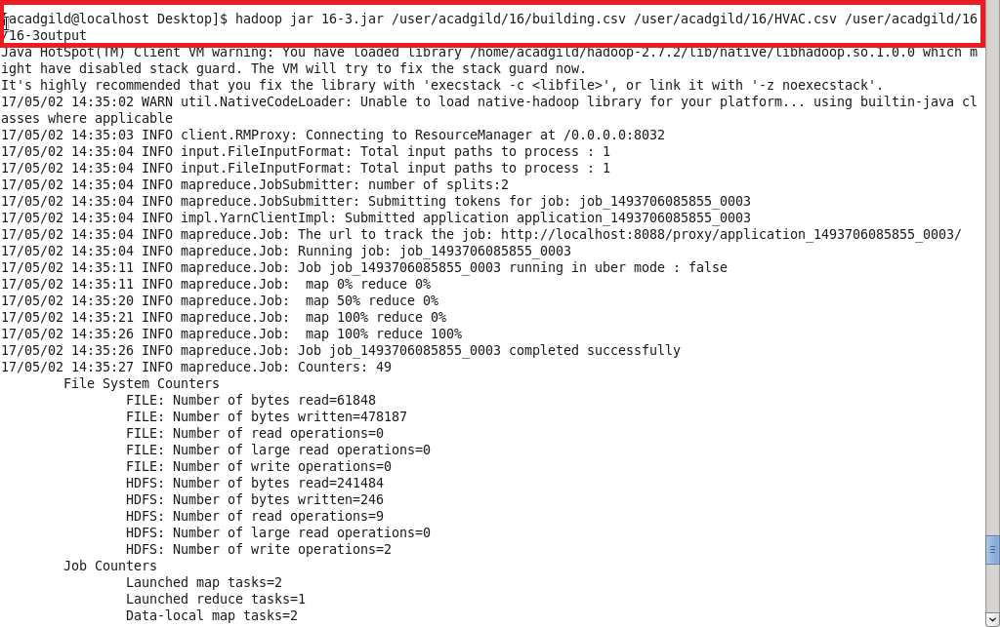 [acadgild@localhost Desktop]$ hadoop jar 16-3.jar /user/acadgild/16/building.csv /user/acadgild/16/HVAC.csv /user/acadgild/16
/16-3output
Java HotSpot(TM) Client VM warning: You have loaded library /home/acadgild/hadoop-2.7.2/lib/native/libhadoop.so.1.0.0 which m
ight have disabled stack guard. The VM will try to fix the stack guard now.
It's highly recommended that you fix the library with 'execstack -c <libfile>', or link it with '-z noexecstack'.
17/05/02 14:35:02 WARN util.NativeCodeLoader: Unable to load native-hadoop library for your platform... using builtin-java cl
asses where applicable
17/05/02 14:35:03 INFO client.RMProxy: Connecting to ResourceManager at /0.0.0.0:8032
17/05/02 14:35:04 INFO input.FileInputFormat: Total input paths to process : 1
17/05/02 14:35:04 INFO input.FileInputFormat: Total input paths to process : 1
17/05/02 14:35:04 INFO mapreduce.JobSubmitter: number of splits:2
17/05/02 14:35:04 INFO mapreduce.JobSubmitter: Submitting tokens for job: job_1493706085855_0003
17/05/02 14:35:04 INFO impl.YarnClientImpl: Submitted application application_1493706085855_0003
17/05/02 14:35:04 INFO mapreduce.Job: The url to track the job: http://localhost:8088/proxy/application_1493706085855_0003/
17/05/02 14:35:04 INFO mapreduce.Job: Running job: job_1493706085855_0003
17/05/02 14:35:11 INFO mapreduce.Job: Job job_1493706085855_0003 running in uber mode : false
17/05/02 14:35:11 INFO mapreduce.Job:  map 0% reduce 0%
17/05/02 14:35:20 INFO mapreduce.Job:  map 50% reduce 0%
17/05/02 14:35:21 INFO mapreduce.Job:  map 100% reduce 0%
17/05/02 14:35:26 INFO mapreduce.Job:  map 100% reduce 100%
17/05/02 14:35:26 INFO mapreduce.Job: Job job_1493706085855_0003 completed successfully
17/05/02 14:35:27 INFO mapreduce.Job: Counters: 49
File System Counters
FILE: Number of bytes read=61848
FILE: Number of bytes written=478187
FILE: Number of read operations=0
FILE: Number of large read operations=0
FILE: Number of write operations=0
HDFS: Number of bytes read=241484
HDFS: Number of bytes written=246
HDFS: Number of read operations=9
HDFS: Number of large read operations=0
HDFS: Number of write operations=2
Job Counters
Launched map tasks=2
Launched reduce tasks=1
Data-local map tasks=2